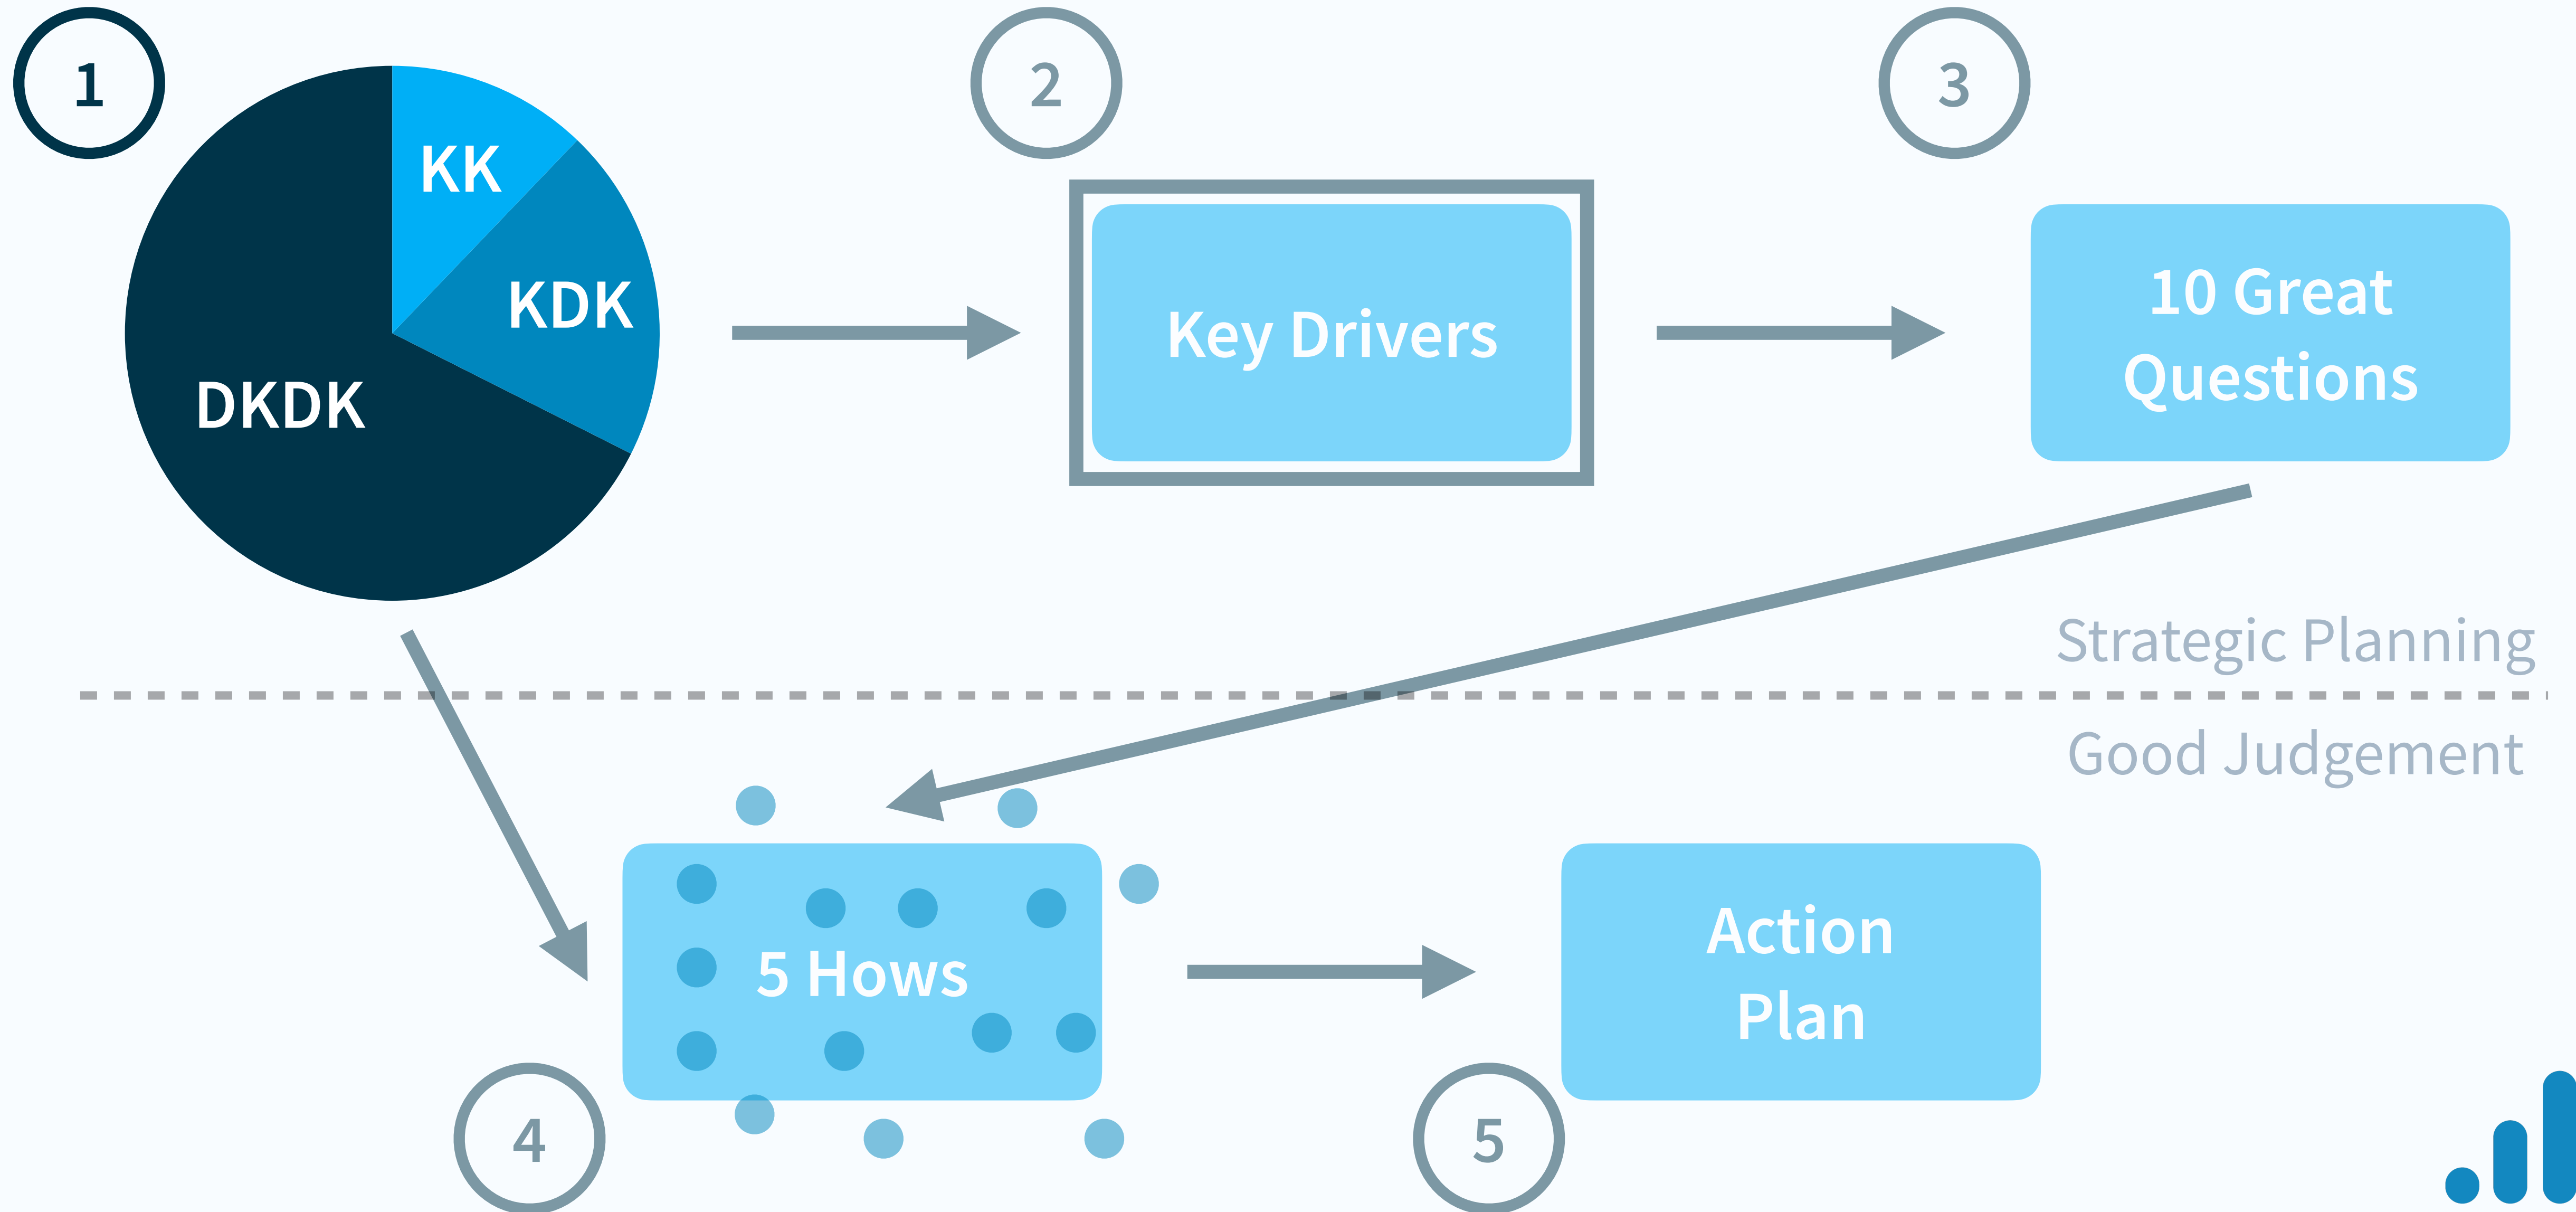 1
2
3
KK
KDK
DKDK
Key Drivers
10 Great
Questions
Strategic Planning
Good Judgement
5 Hows
Action
Plan
4
5